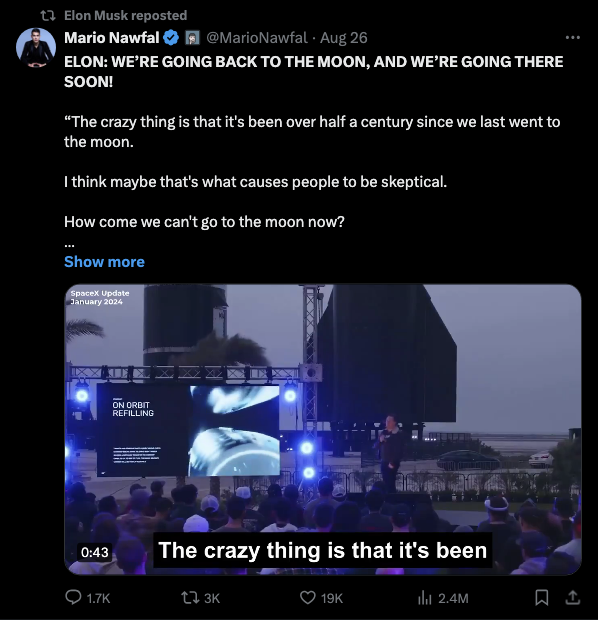 Elon Musk reposted
Mario Nawfal @MarioNawfal · Aug 26
ELON: WE’RE GOING BACK TO THE MOON, AND WE’RE GOING THERE
SOON!
“The crazy thing is that it's been over half a century since we last went to
the moon.
I think maybe that's what causes people to be skeptical.
How come we can't go to the moon now?
...
Show more
SpaceX Update
January 2024
ON ORBIT
REFILLING
0:43
The crazy thing is that it's been
1.7K 3K 19K 2.4M